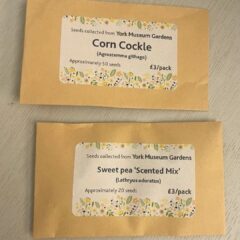 Seeds collected from York Museum Gardens
Corn Cockle
(Agrostemma githago)
Approximately 50 seeds
£3/pack
Seeds collected from York Museum Gardens
Sweet pea 'Scented Mix'
(Lathyrus odoratus)
Approximately 20 seeds
£3/pack